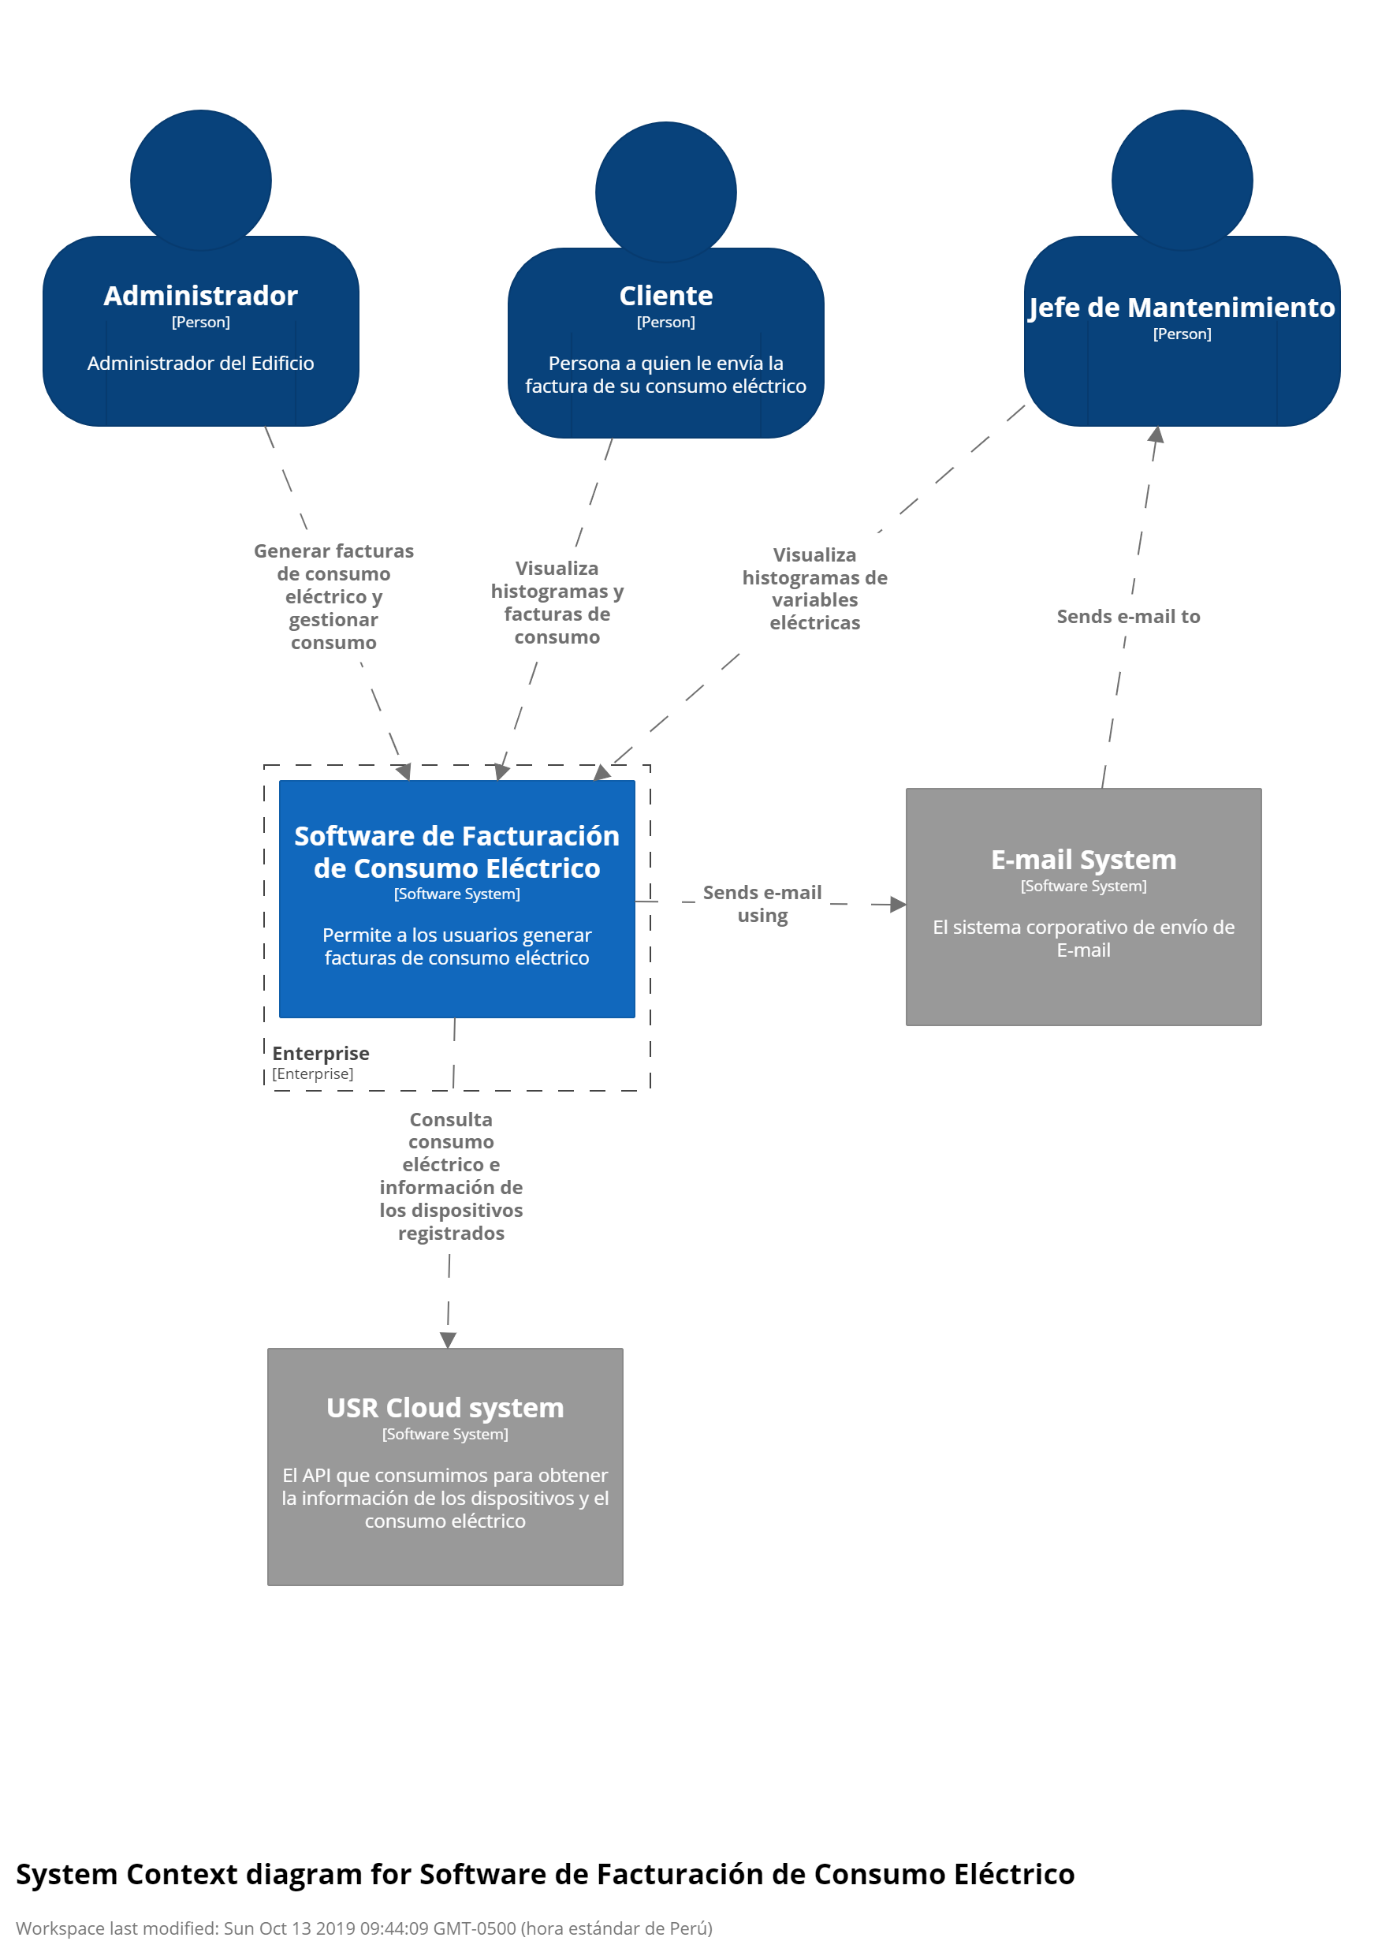 Administrador
[Person]
Administrador del Edificio
Cliente
[Person]
Persona a quien le envía la
factura de su consumo eléctrico
Jefe de Mantenimiento
[Person]
Generar facturas
de consumo
eléctrico y
gestionar
consumo
Visualiza
histogramas y
facturas de
consumo
Visualiza
histogramas de
variables
eléctricas
Sends e-mail to
Software de Facturación
de Consumo Eléctrico
[Software System]
Permite a los usuarios generar
facturas de consumo eléctrico
Sends e-mail
using
E-mail System
[Software System]
El sistema corporativo de envío de
E-mail
Enterprise
[Enterprise]
Consulta
consumo
eléctrico e
información de
los dispositivos
registrados
USR Cloud system
[Software System]
El API que consumimos para obtener
la información de los dispositivos y el
consumo eléctrico
System Context diagram for Software de Facturación de Consumo Eléctrico
Workspace last modified: Sun Oct 13 2019 09:44:09 GMT-0500 (hora estándar de Perú)